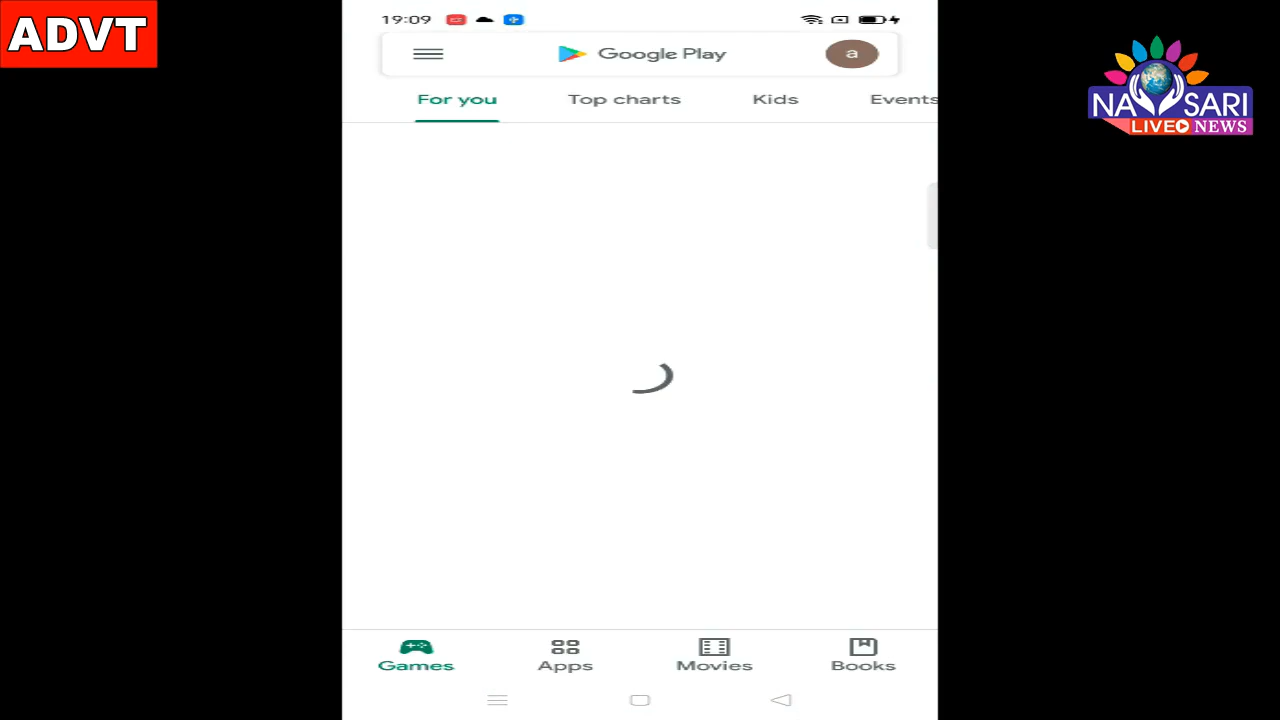 ADVT
19:09
Google Play
a
For you
Top charts
Kids
Events
NAVSARI
LIVE NEWS
Games
Apps
Movies
Books